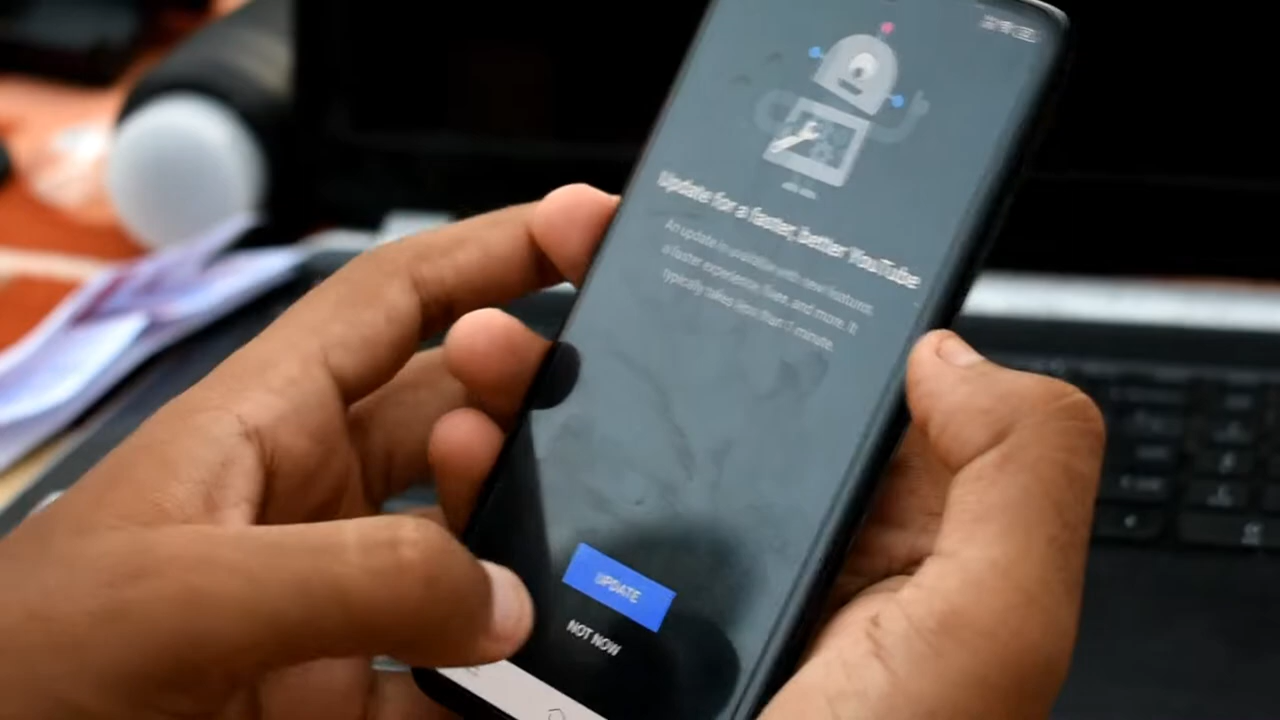 Update for a faster, better YouTube
An update is available with new features,
a faster experience, fixes, and more. It
typically takes less than 1 minute.
UPDATE
NOT NOW